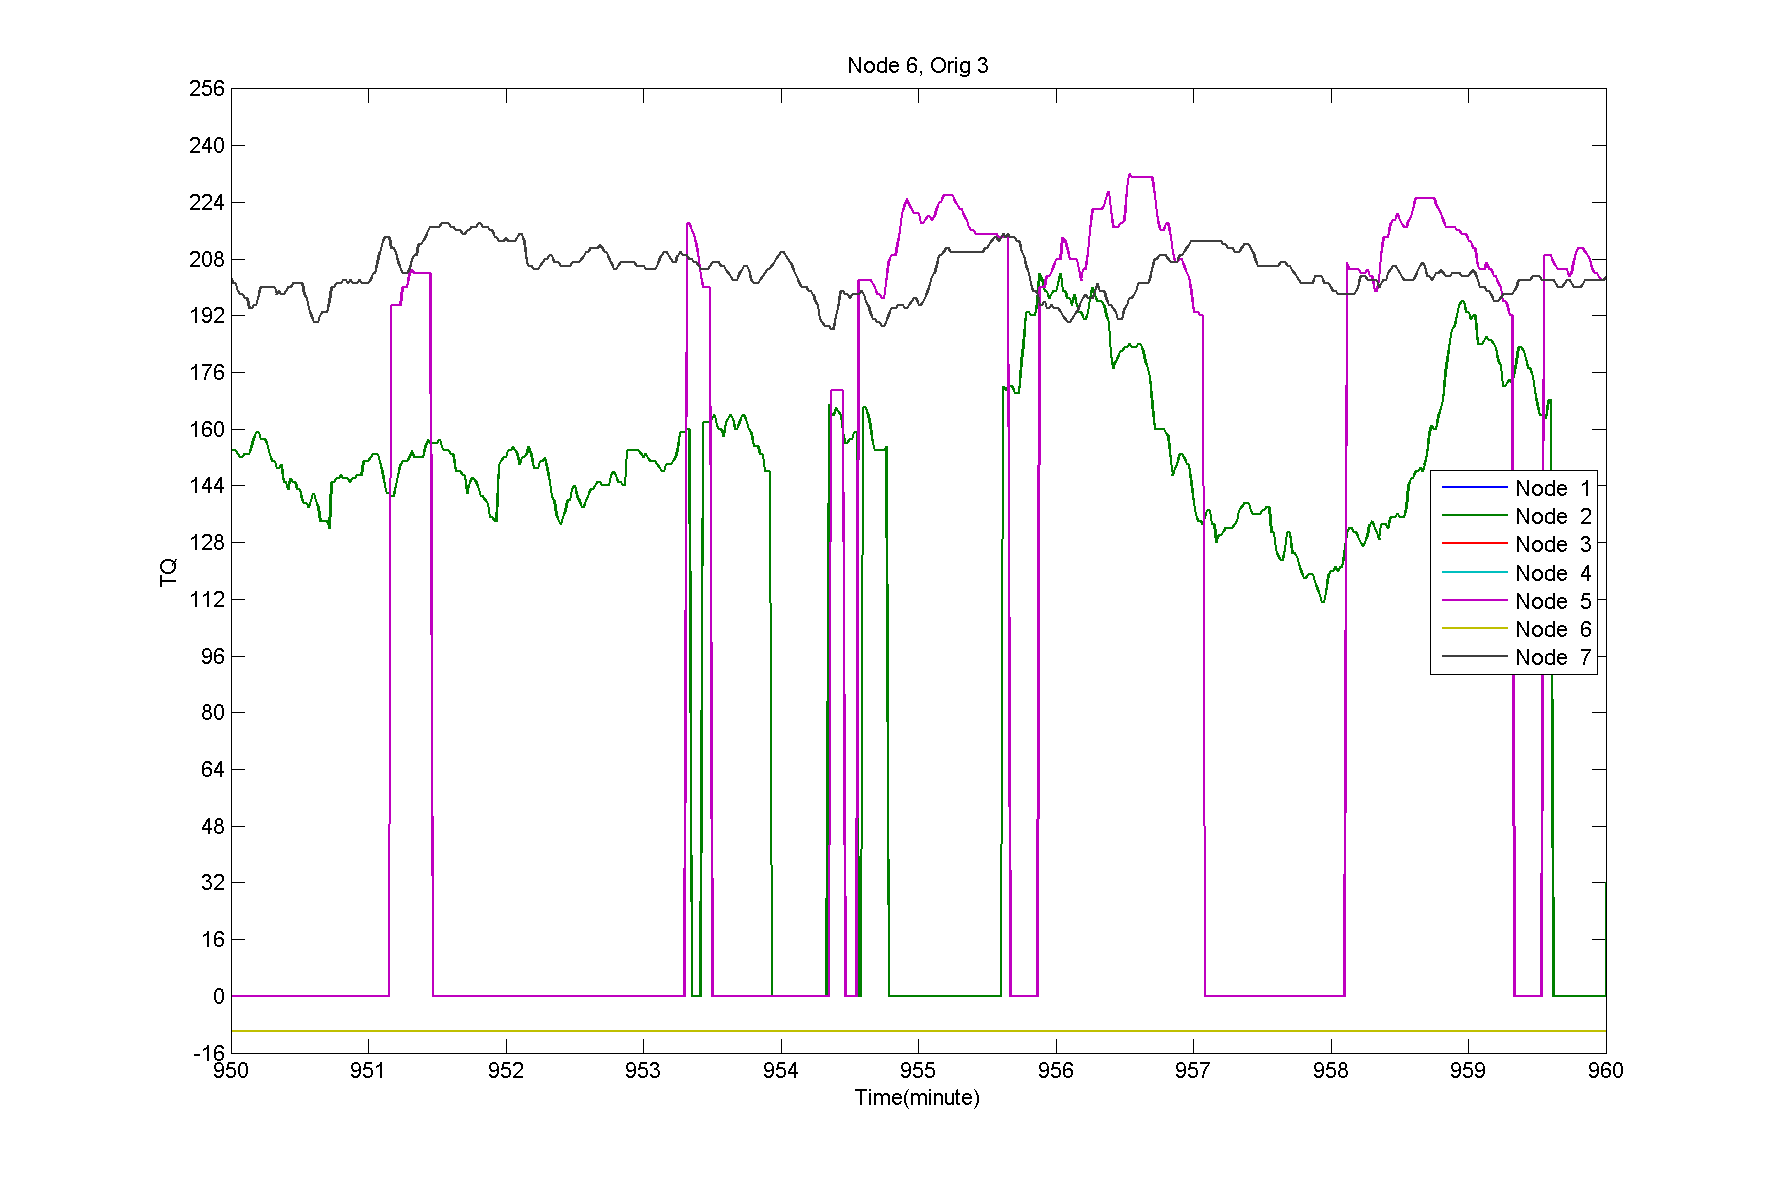 Node 6, Orig 3
256
240
224
208
192
176
160
144
128
112
96
80
64
48
32
16
0
-16
TQ
950 951 952 953 954 955 956 957 958 959 960
Time(minute)
Node 1
Node 2
Node 3
Node 4
Node 5
Node 6
Node 7